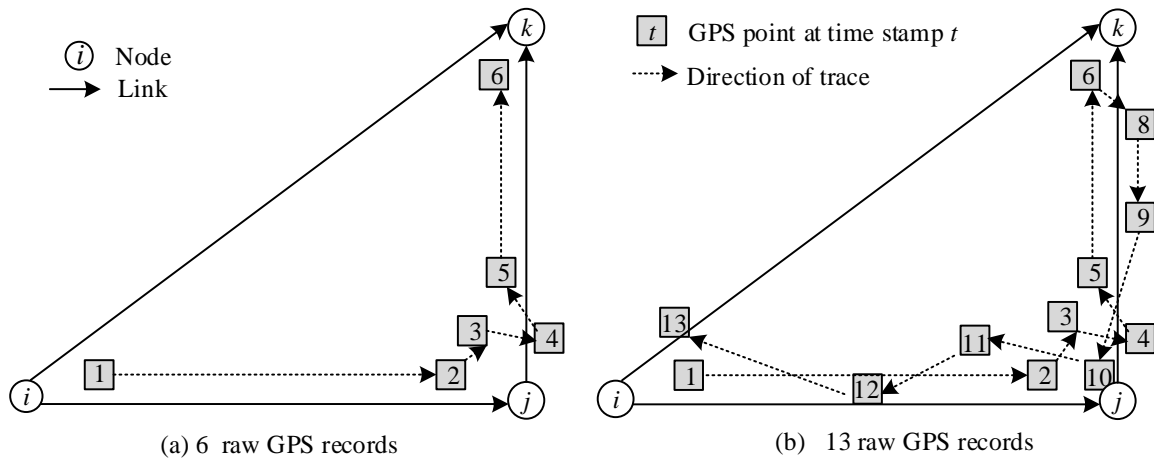 i Node
Link
k
6
5
3
4
1
2
i
j
(a) 6 raw GPS records
t GPS point at time stamp t
Direction of trace
k
6
8
9
5
13
3
4
11
1
2
10
12
i
j
(b) 13 raw GPS records